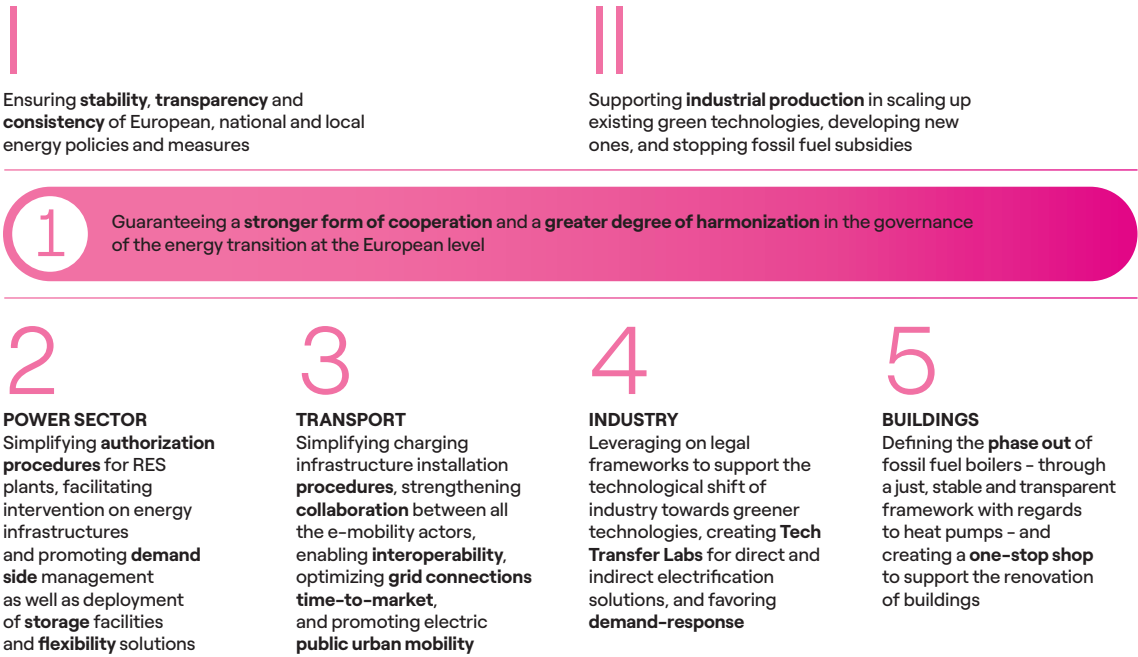 I
Ensuring stability, transparency and
consistency of European, national and local
energy policies and measures
II
Supporting industrial production in scaling up
existing green technologies, developing new
ones, and stopping fossil fuel subsidies
1
Guaranteeing a stronger form of cooperation and a greater degree of harmonization in the governance
of the energy transition at the European level
2
POWER SECTOR
Simplifying authorization
procedures for RES
plants, facilitating
intervention on energy
infrastructures
and promoting demand
side management
as well as deployment
of storage facilities
and flexibility solutions
3
TRANSPORT
Simplifying charging
infrastructure installation
procedures, strengthening
collaboration between all
the e-mobility actors,
enabling interoperability,
optimizing grid connections
time-to-market,
and promoting electric
public urban mobility
4
INDUSTRY
Leveraging on legal
frameworks to support the
technological shift of
industry towards greener
technologies, creating Tech
Transfer Labs for direct and
indirect electrification
solutions, and favoring
demand-response
5
BUILDINGS
Defining the phase out of
fossil fuel boilers - through
a just, stable and transparent
framework with regards
to heat pumps - and
creating a one-stop shop
to support the renovation
of buildings